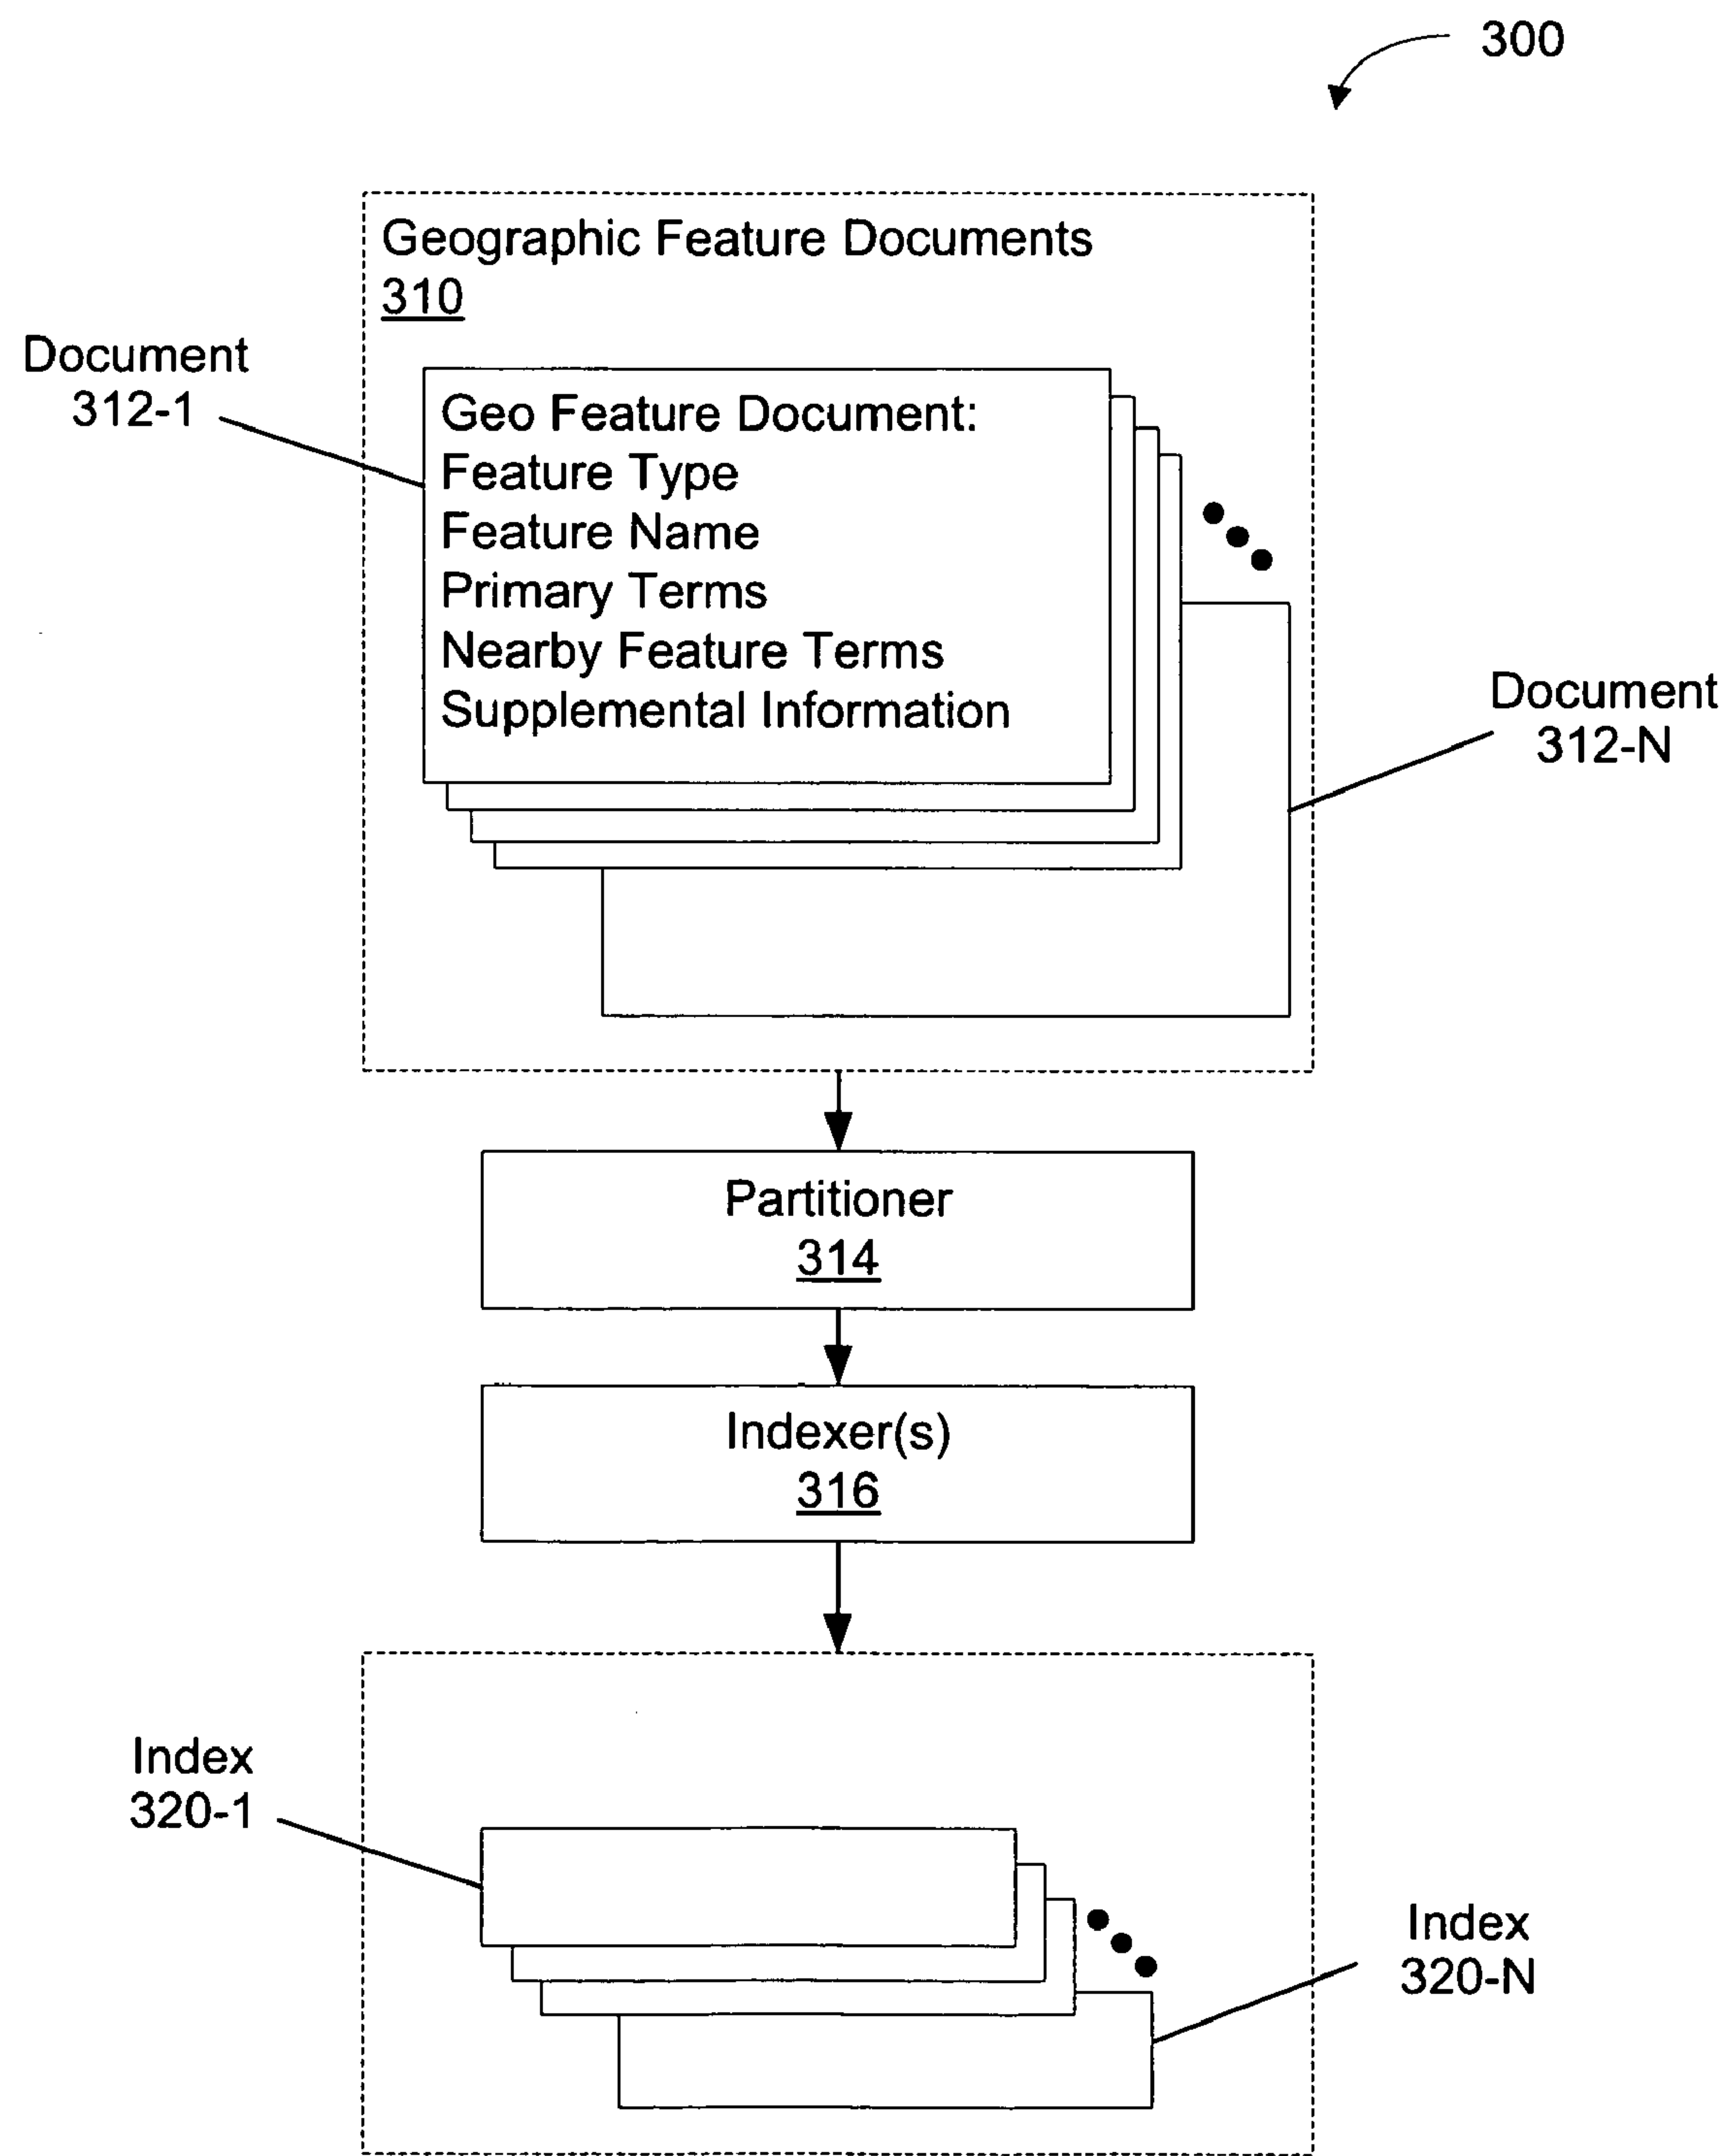 300
Geographic Feature Documents
310
Document
312-1
Geo Feature Document:
Feature Type
Feature Name
Primary Terms
Nearby Feature Terms
Supplemental Information
Document
312-N
Partitioner
314
Indexer(s)
316
Index
320-1
Index
320-N